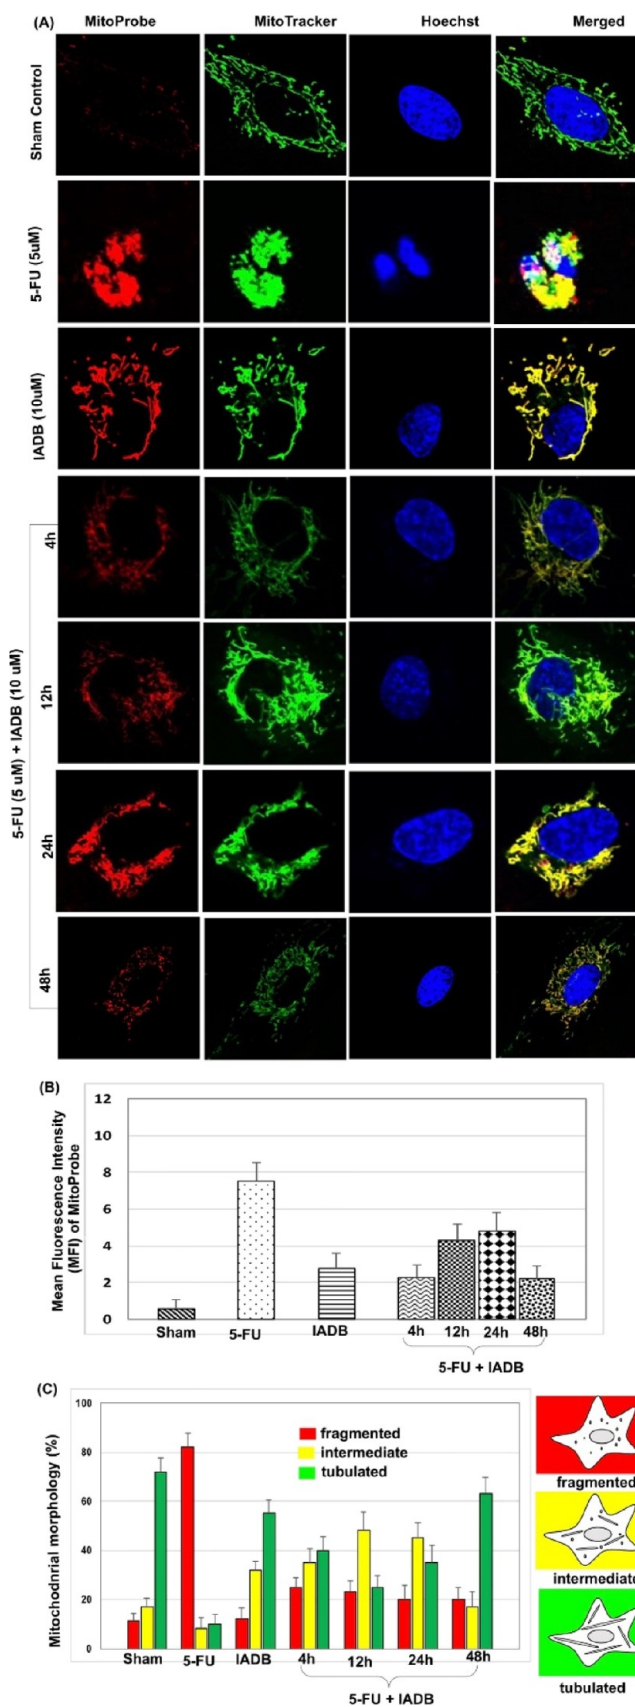 (A)
MitoProbe MitoTracker Hoechst Merged
Sham Control
5-FU (5uM)
IADB (10uM)
5-FU (5 uM) + IADB (10 uM)
4h
12h
24h
48h
(B)
Mean Fluorescence Intensity
(MFI) of MitoProbe
12
10
8
6
4
2
0
Sham 5-FU IADB 4h 12h 24h 48h
5-FU + IADB
(C)
Mitochodnrial morphology (%)
100
80
60
40
20
0
fragmented
intermediate
tubulated
Sham 5-FU IADB 4h 12h 24h 48h
5-FU + IADB
fragmented
intermediate
tubulated